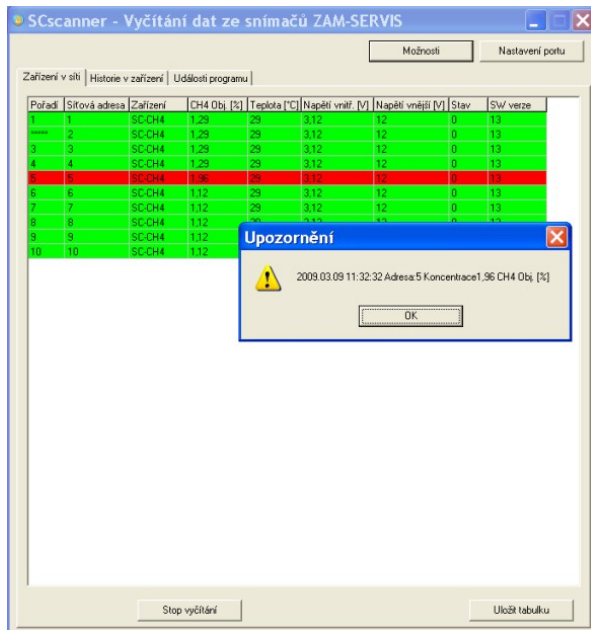 SCscanner - Vyčítání dat ze snímačů ZAM-SERVIS
Možnosti Nastavení portu
Zařízení v síti Historie v zařízení Události programu
Pořadí Síťová adresa Zařízení CH4 Obj. [%] Teplota [°C] Napětí vnitř. [V] Napětí vnější [V] Stav SW verze
1 1 SC-CH4 1,29 29 3,12 12 0 13
***** 2 SC-CH4 1,29 29 3,12 12 0 13
3 3 SC-CH4 1,29 29 3,12 12 0 13
4 4 SC-CH4 1,29 29 3,12 12 0 13
5 5 SC-CH4 1,96 29 3,12 12 0 13
6 6 SC-CH4 1,12 29 3,12 12 0 13
7 7 SC-CH4 1,12 29 3,12 12 0 13
8 8 SC-CH4 1,12
9 9 SC-CH4 1,12
10 10 SC-CH4 1,12
Upozornění
2009.03.09 11:32:32 Adresa:5 Koncentrace1,96 CH4 Obj. [%]
OK
Stop vyčítání Uložit tabulku